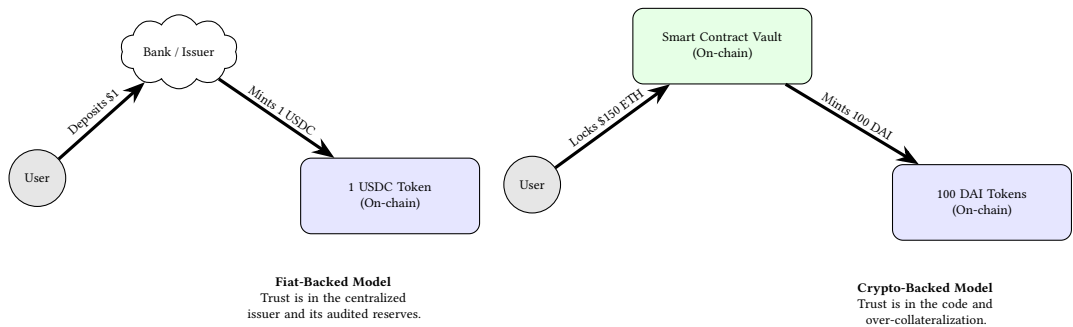 Bank / Issuer
Deposits $1
Mints 1 USDC
User
1 USDC Token
(On-chain)
Fiat-Backed Model
Trust is in the centralized
issuer and its audited reserves.
Smart Contract Vault
(On-chain)
Locks $150 ETH
Mints 100 DAI
User
100 DAI Tokens
(On-chain)
Crypto-Backed Model
Trust is in the code and
over-collateralization.